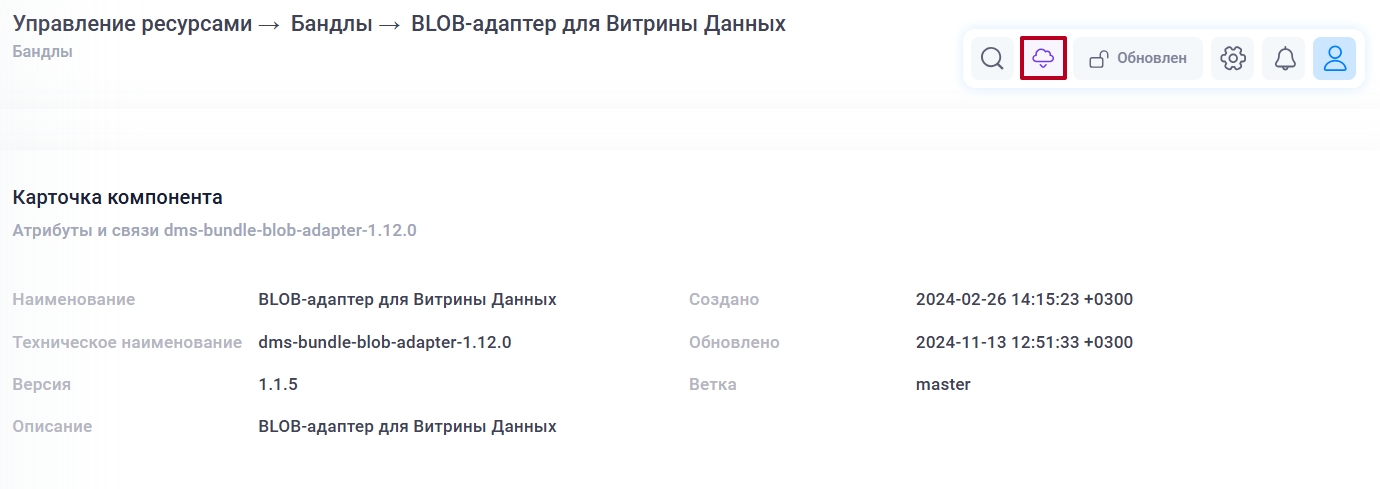 Управление ресурсами → Бандлы → BLOB-адаптер для Витрины Данных
Бандлы
Обновлен
Карточка компонента
Атрибуты и связи dms-bundle-blob-adapter-1.12.0
Наименование BLOB-адаптер для Витрины Данных Создано 2024-02-26 14:15:23 +0300
Техническое наименование dms-bundle-blob-adapter-1.12.0 Обновлено 2024-11-13 12:51:33 +0300
Версия 1.1.5 Ветка master
Описание BLOB-адаптер для Витрины Данных